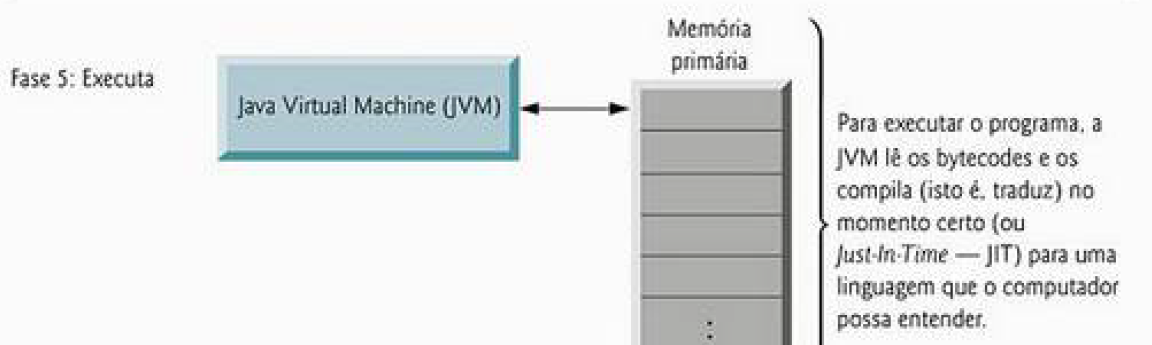 Memória
primária
Fase 5: Executa
Java Virtual Machine (JVM)
Para executar o programa, a
JVM lê os bytecodes e os
compila (isto é, traduz) no
momento certo (ou
Just-In-Time — JIT) para uma
linguagem que o computador
possa entender.